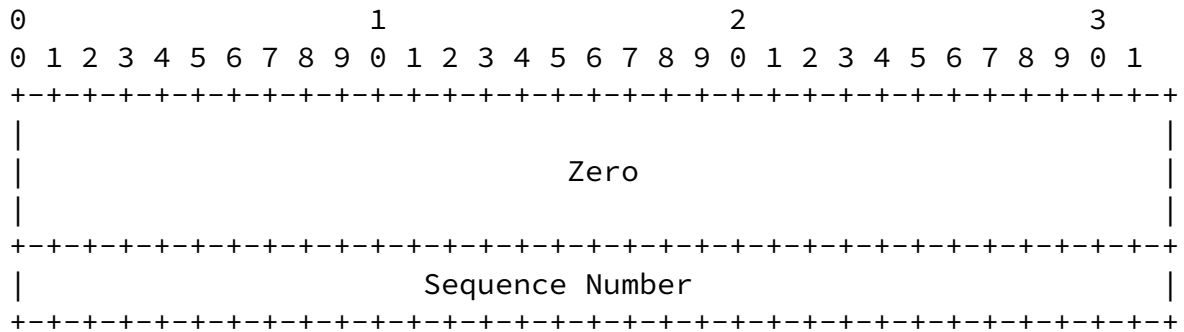 0                   1                   2                   3
0 1 2 3 4 5 6 7 8 9 0 1 2 3 4 5 6 7 8 9 0 1 2 3 4 5 6 7 8 9 0 1
+-+-+-+-+-+-+-+-+-+-+-+-+-+-+-+-+-+-+-+-+-+-+-+-+-+-+-+-+-+-+-+-+
|                                                               |
|                              Zero                             |
|                                                               |
+-+-+-+-+-+-+-+-+-+-+-+-+-+-+-+-+-+-+-+-+-+-+-+-+-+-+-+-+-+-+-+-+
|                      Sequence Number                          |
+-+-+-+-+-+-+-+-+-+-+-+-+-+-+-+-+-+-+-+-+-+-+-+-+-+-+-+-+-+-+-+-+